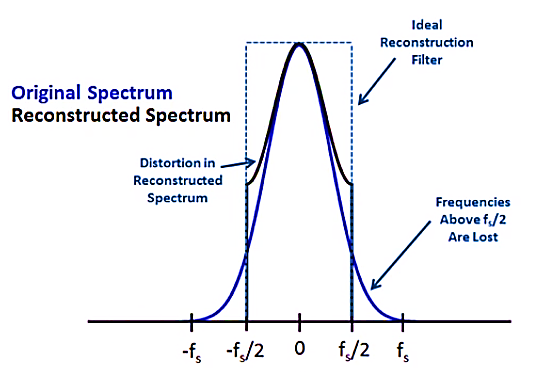 Ideal
Reconstruction
Filter
Original Spectrum
Reconstructed Spectrum
Distortion in
Reconstructed
Spectrum
Frequencies
Above fs/2
Are Lost
-fs
-fs/2
0
fs/2
fs